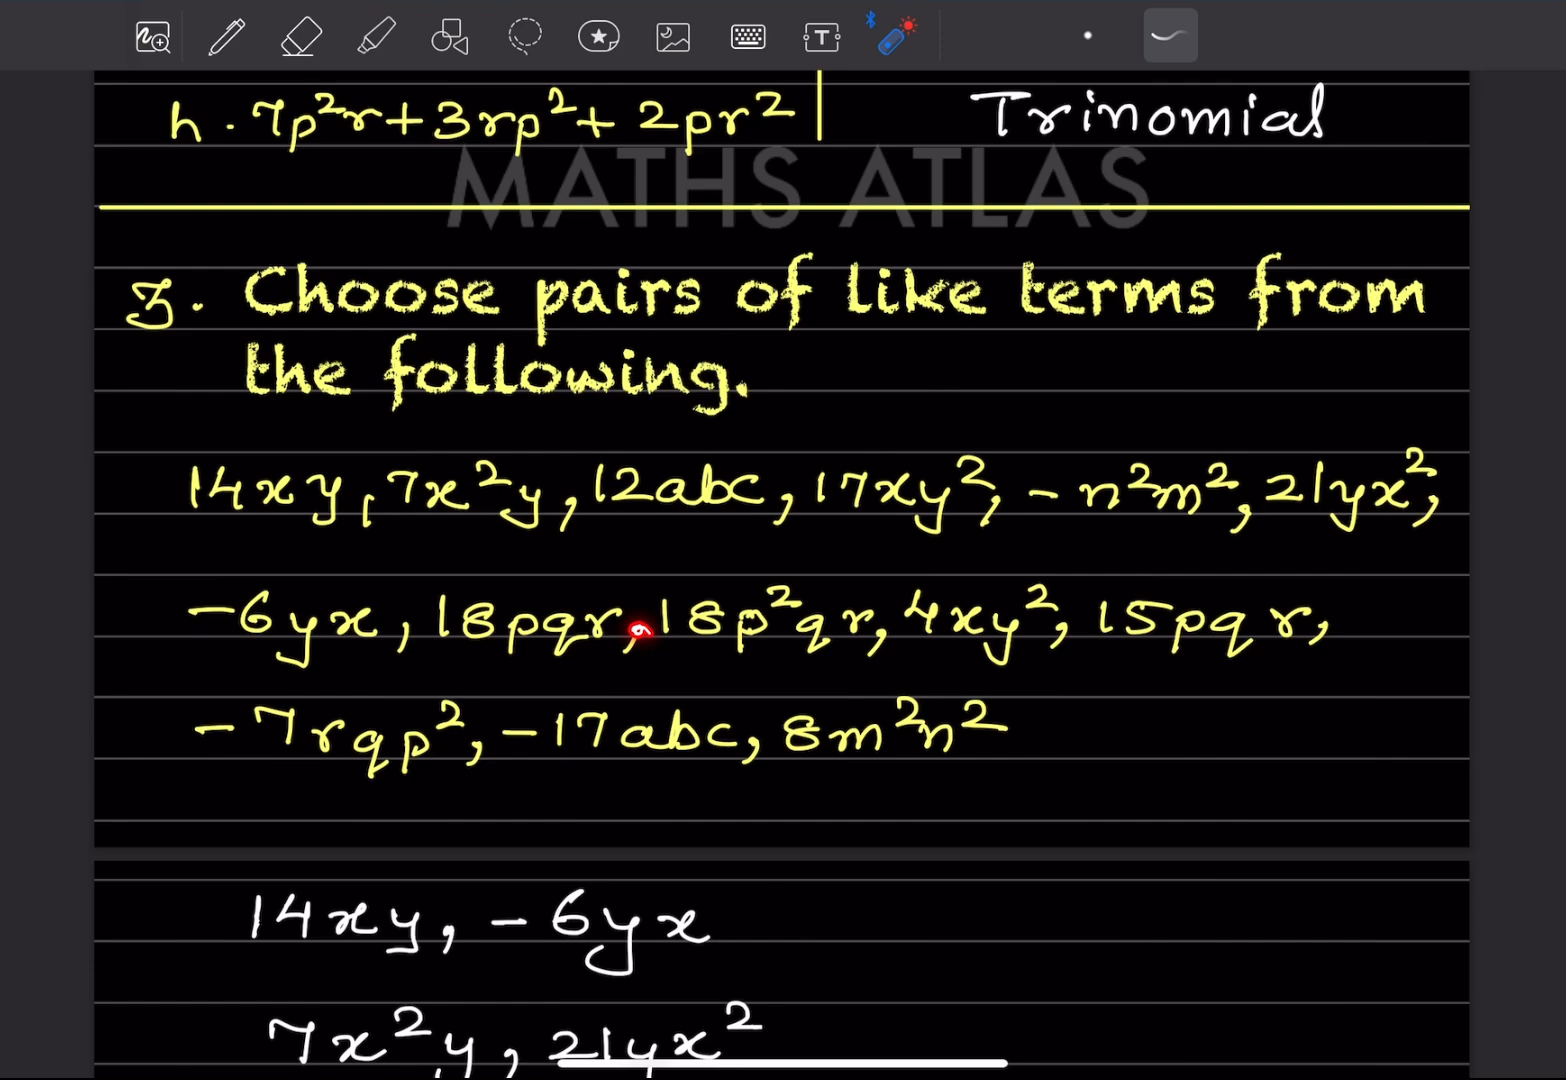 h. 7p²r+3rp²+2pr² | Trinomial
MATHS ATLAS
3. Choose pairs of like terms from
the following.
14xy, 7x²y, 12abc, 17xy², -n²m², 21yx²,
-6yx, 18pqr, 18p²qr, 4xy², 15pqr,
-7rqp², -17abc, 8m²n²
14xy, -6yx
7x²y, 21yx²